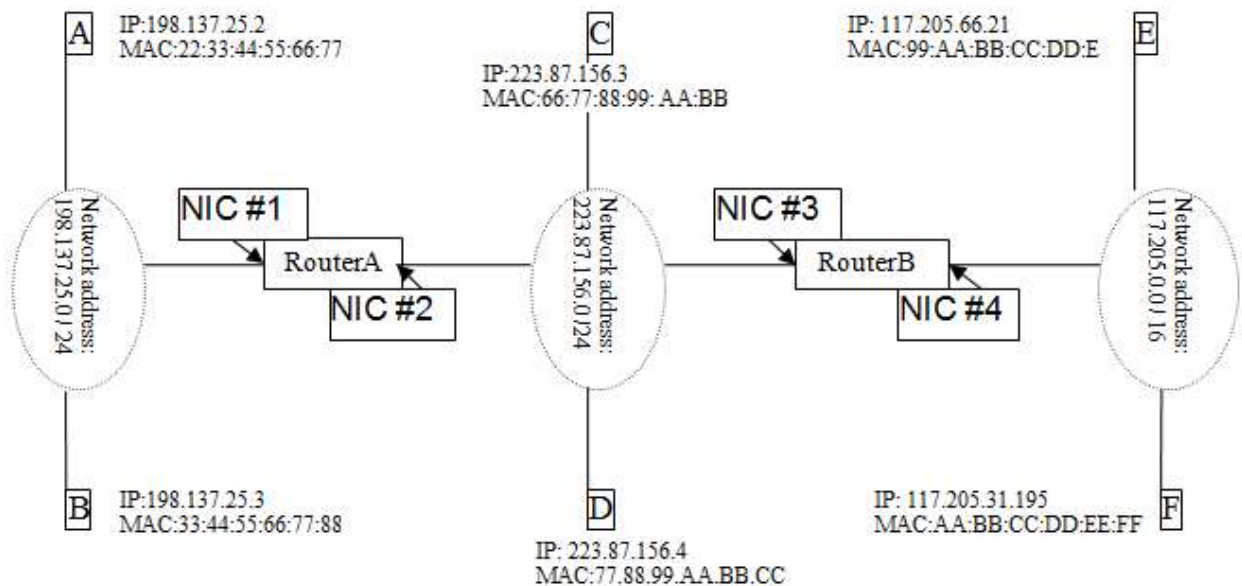 A
IP:198.137.25.2
MAC:22:33:44:55:66:77
C
IP:223.87.156.3
MAC:66:77:88:99: AA:BB
IP: 117.205.66.21
MAC:99:AA:BB:CC:DD:E
E
Network address:
198.137.25.0 / 24
NIC #1
RouterA
NIC #2
Network address:
223.87.156.0 /24
NIC #3
RouterB
NIC #4
Network address:
117.205.0.0 / 16
B
IP:198.137.25.3
MAC:33:44:55:66:77:88
D
IP: 223.87.156.4
MAC:77.88.99.AA.BB.CC
IP: 117.205.31.195
MAC:AA:BB:CC:DD:EE:FF
F